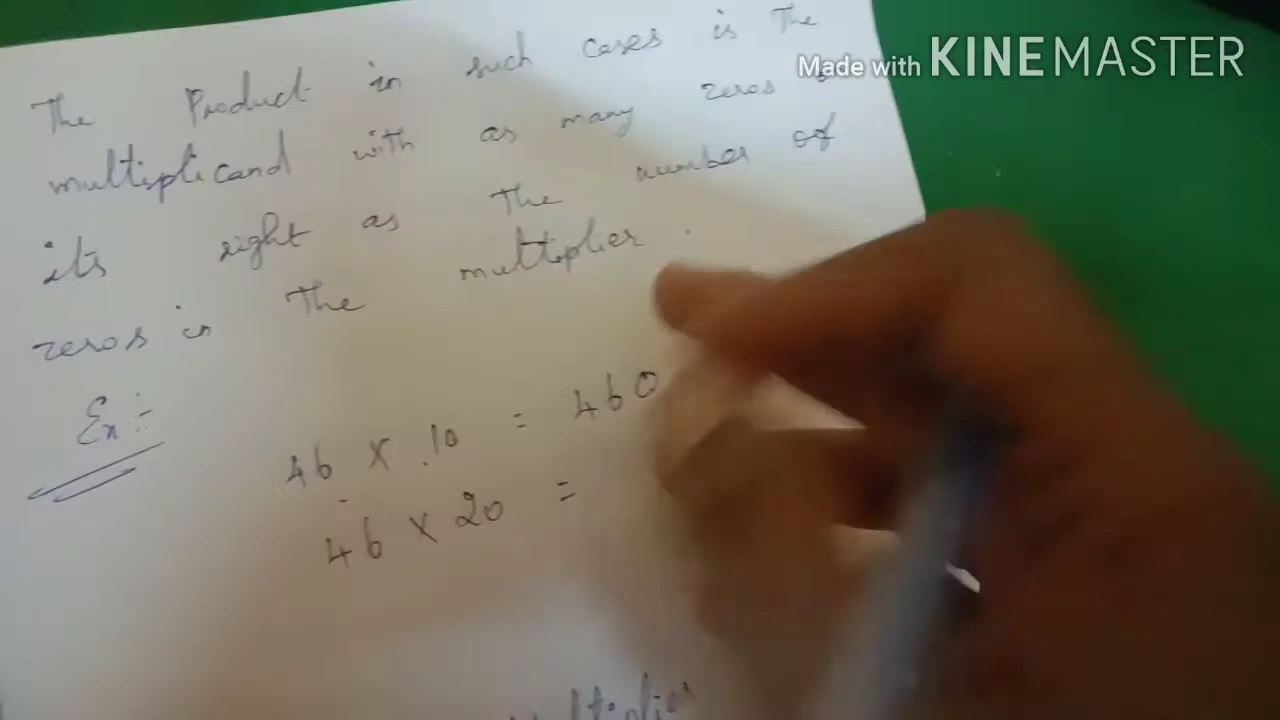 Made with KINEMASTER
The Product in such cases is the
multiplicand with as many zeros
its right as the number of
zeros in the multiplier.
Ex:-
46 X 10 = 460
46 X 20 =